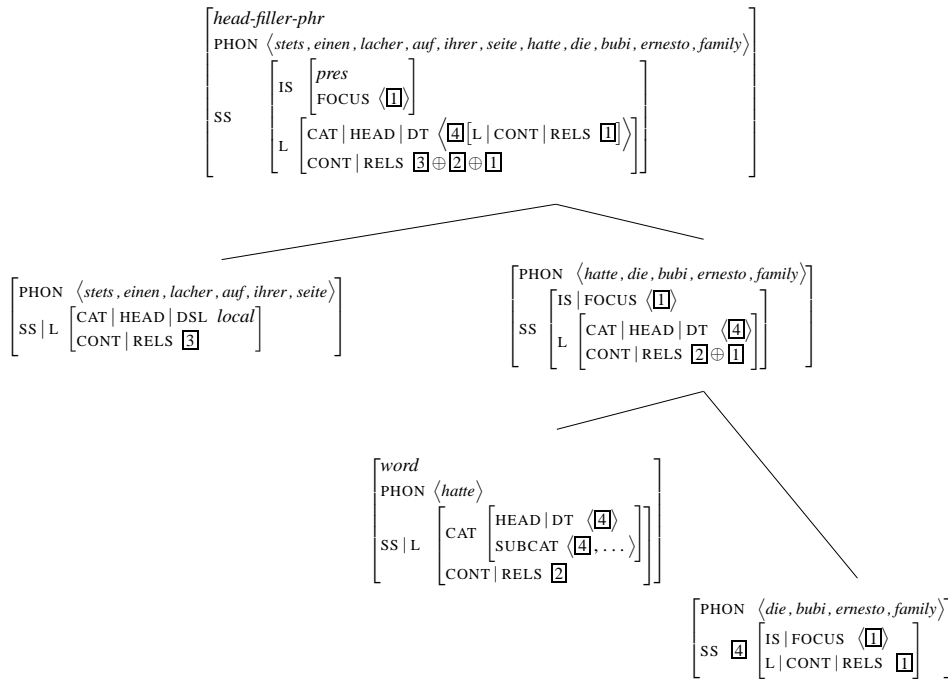 head-filler-phr
PHON ⟨stets, einen, lacher, auf, ihrer, seite, hatte, die, bubi, ernesto, family⟩
pres
IS
FOCUS ⟨1⟩
SS
CAT | HEAD | DT ⟨4[L | CONT | RELS 1]⟩
L
CONT | RELS 3⊕2⊕1
PHON ⟨stets, einen, lacher, auf, ihrer, seite⟩
CAT | HEAD | DSL local
SS | L
CONT | RELS 3
PHON ⟨hatte, die, bubi, ernesto, family⟩
IS | FOCUS ⟨1⟩
SS
CAT | HEAD | DT ⟨4⟩
L
CONT | RELS 2⊕1
word
PHON ⟨hatte⟩
HEAD | DT ⟨4⟩
CAT
SUBCAT ⟨4, ...⟩
SS | L
CONT | RELS 2
PHON ⟨die, bubi, ernesto, family⟩
IS | FOCUS ⟨1⟩
SS 4
L | CONT | RELS 1